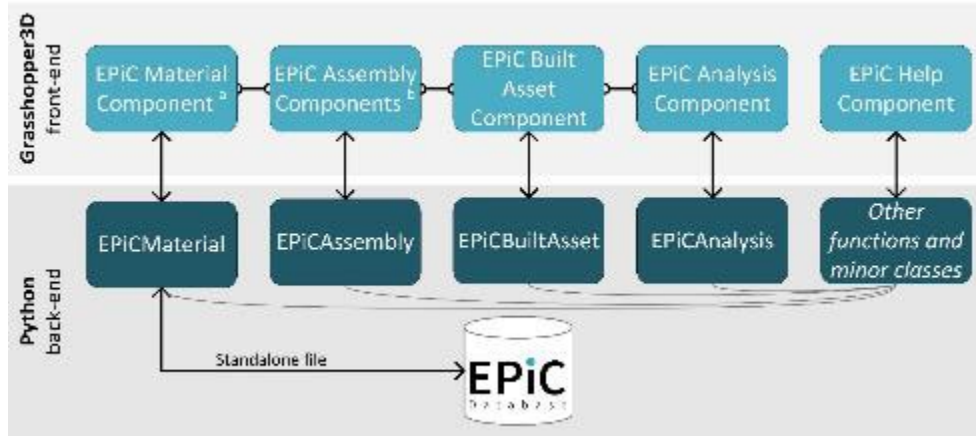 Grasshopper3D
front-end
EPiC Material
Component a
EPiC Assembly
Components b
EPiC Built
Asset
Component
EPiC Analysis
Component
EPiC Help
Component
Python
back-end
EPiCMaterial
EPiCAssembly
EPiCBuiltAsset
EPiCAnalysis
Other
functions and
minor classes
Standalone file
EPiC
Database